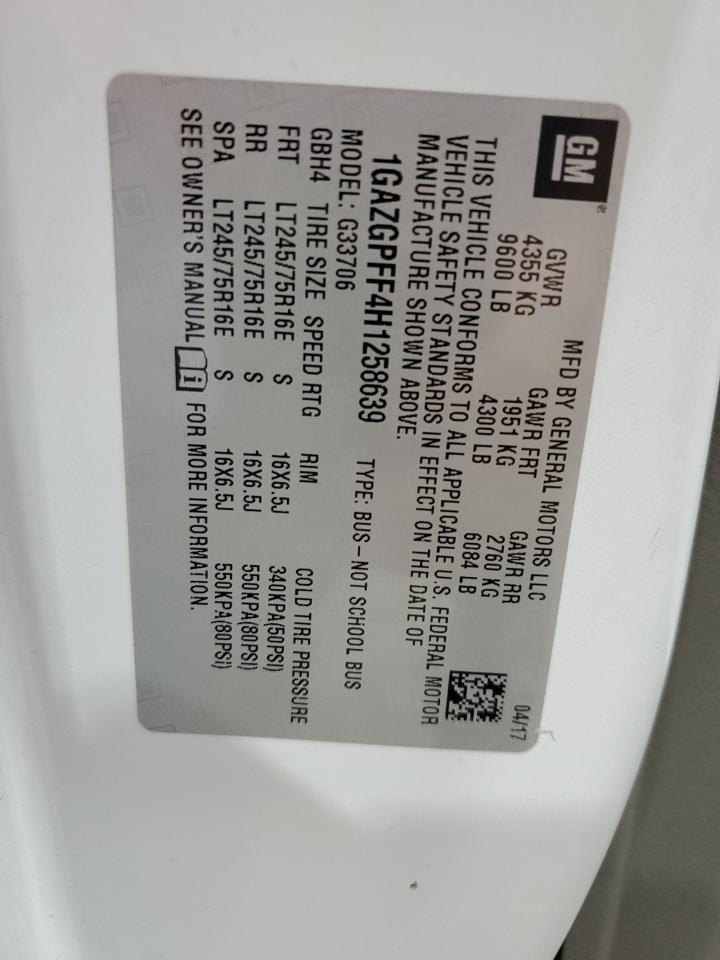 GM®
MFD BY GENERAL MOTORS LLC 04/17
GVWR GAWR FRT GAWR RR
4355 KG 1951 KG 2760 KG
9600 LB 4300 LB 6084 LB
THIS VEHICLE CONFORMS TO ALL APPLICABLE U.S. FEDERAL MOTOR
VEHICLE SAFETY STANDARDS IN EFFECT ON THE DATE OF
MANUFACTURE SHOWN ABOVE.
1GAZGPFF4H1258639 TYPE: BUS–NOT SCHOOL BUS
MODEL: G33706
GBH4 TIRE SIZE SPEED RTG RIM COLD TIRE PRESSURE
FRT LT245/75R16E S 16X6.5J 340KPA(50PSI)
RR LT245/75R16E S 16X6.5J 550KPA(80PSI)
SPA LT245/75R16E S 16X6.5J 550KPA(80PSI)
SEE OWNER'S MANUAL i FOR MORE INFORMATION.